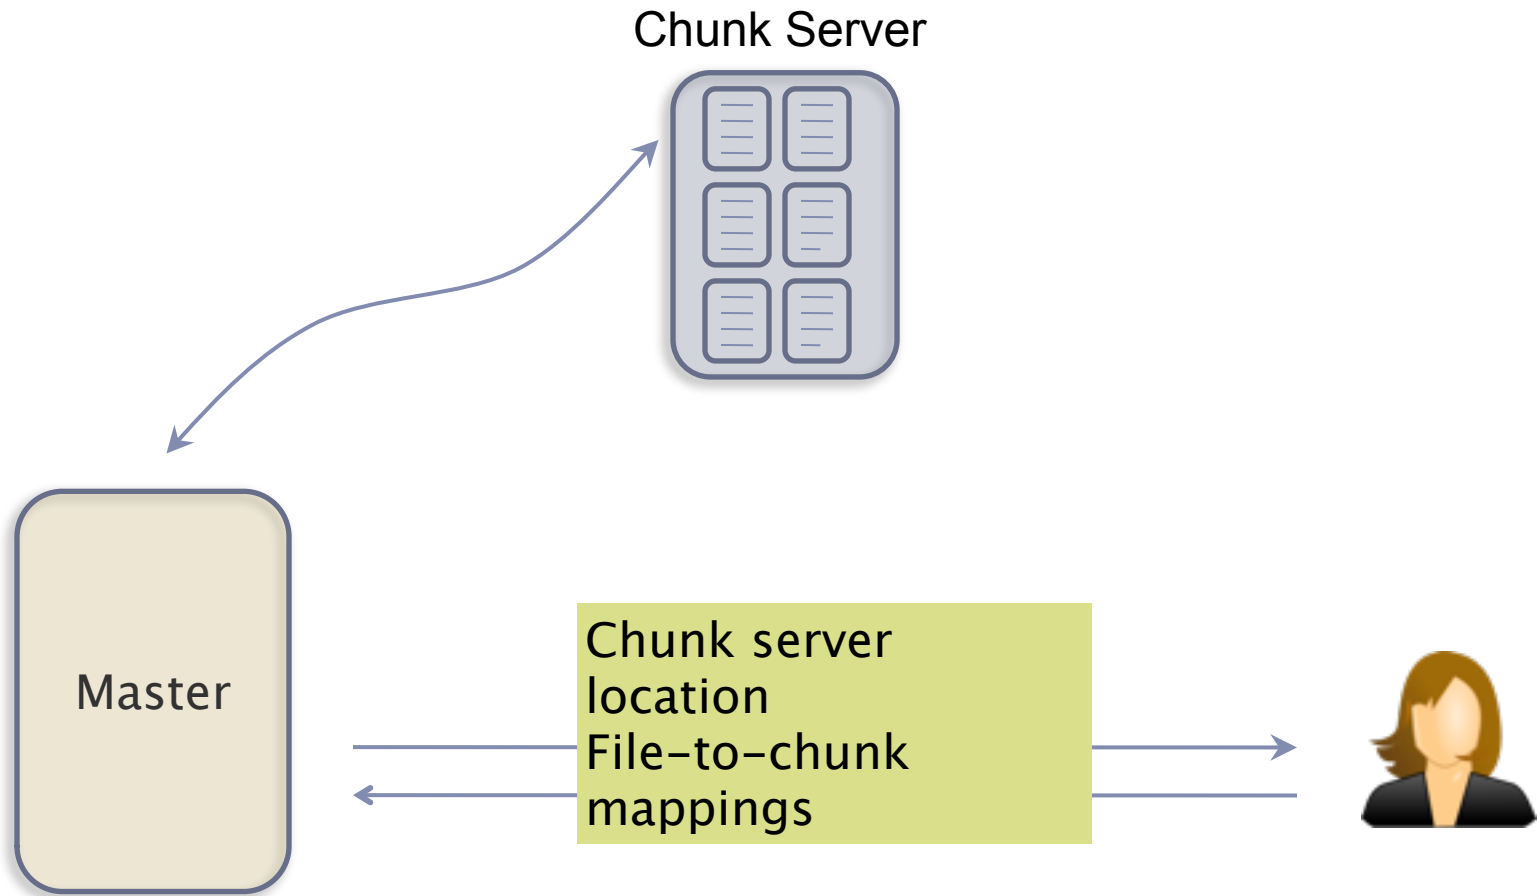 Chunk Server
Master
Chunk server
location
File-to-chunk
mappings